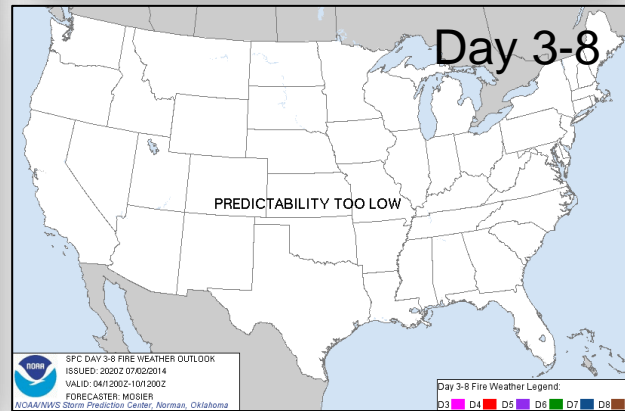 Day 3-8
PREDICTABILITY TOO LOW
NOAA
SPC DAY 3-8 FIRE WEATHER OUTLOOK
ISSUED: 2020Z 07/02/2014
VALID: 04/1200Z-10/1200Z
FORECASTER: MOSIER
NOAA/NWS Storm Prediction Center, Norman, Oklahoma
Day 3-8 Fire Weather Legend:
D3 D4 D5 D6 D7 D8